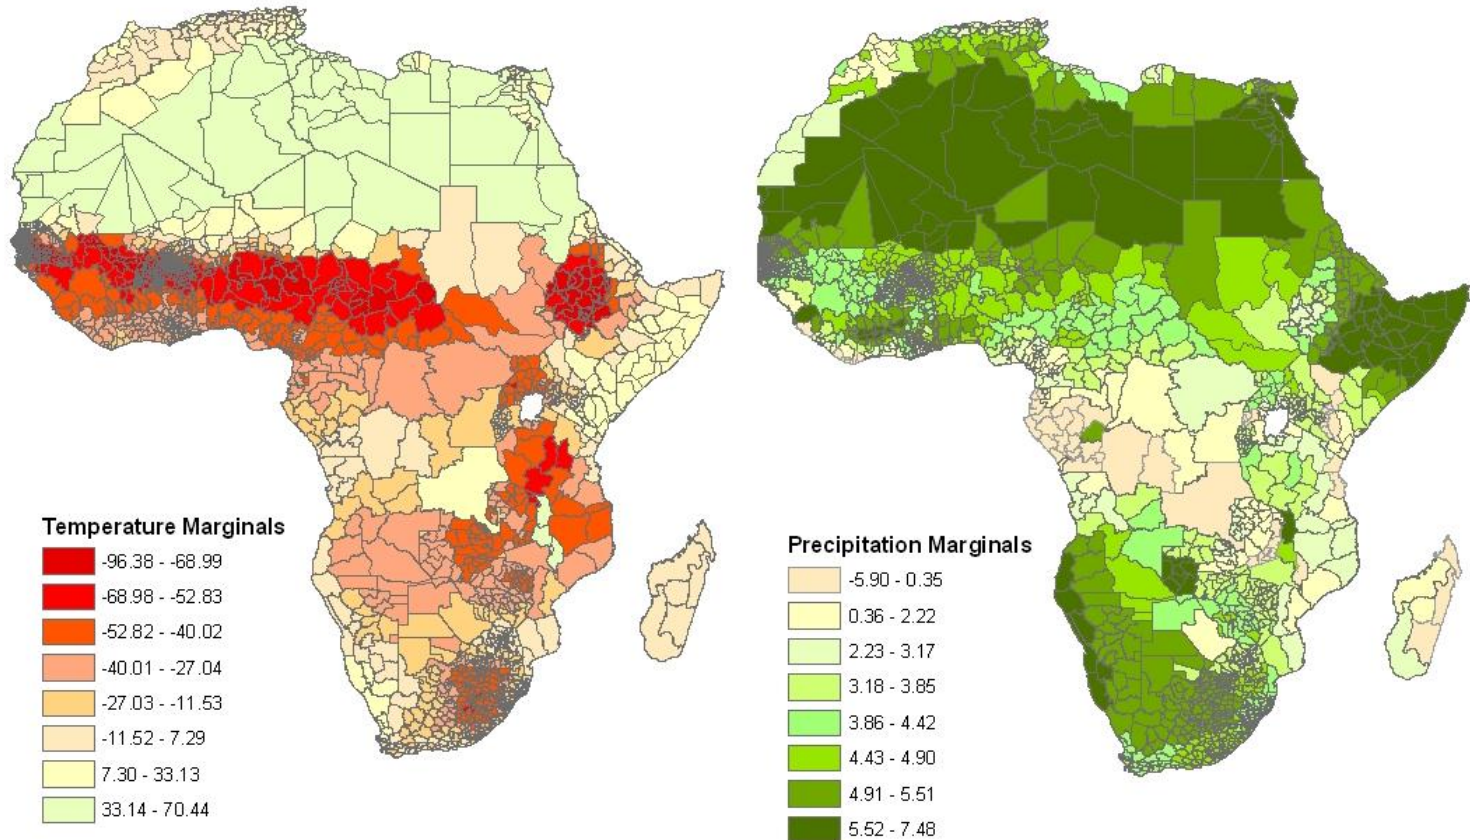 Temperature Marginals
-96.38 - -68.99
-68.98 - -52.83
-52.82 - -40.02
-40.01 - -27.04
-27.03 - -11.53
-11.52 - 7.29
7.30 - 33.13
33.14 - 70.44
Precipitation Marginals
-5.90 - 0.35
0.36 - 2.22
2.23 - 3.17
3.18 - 3.85
3.86 - 4.42
4.43 - 4.90
4.91 - 5.51
5.52 - 7.48